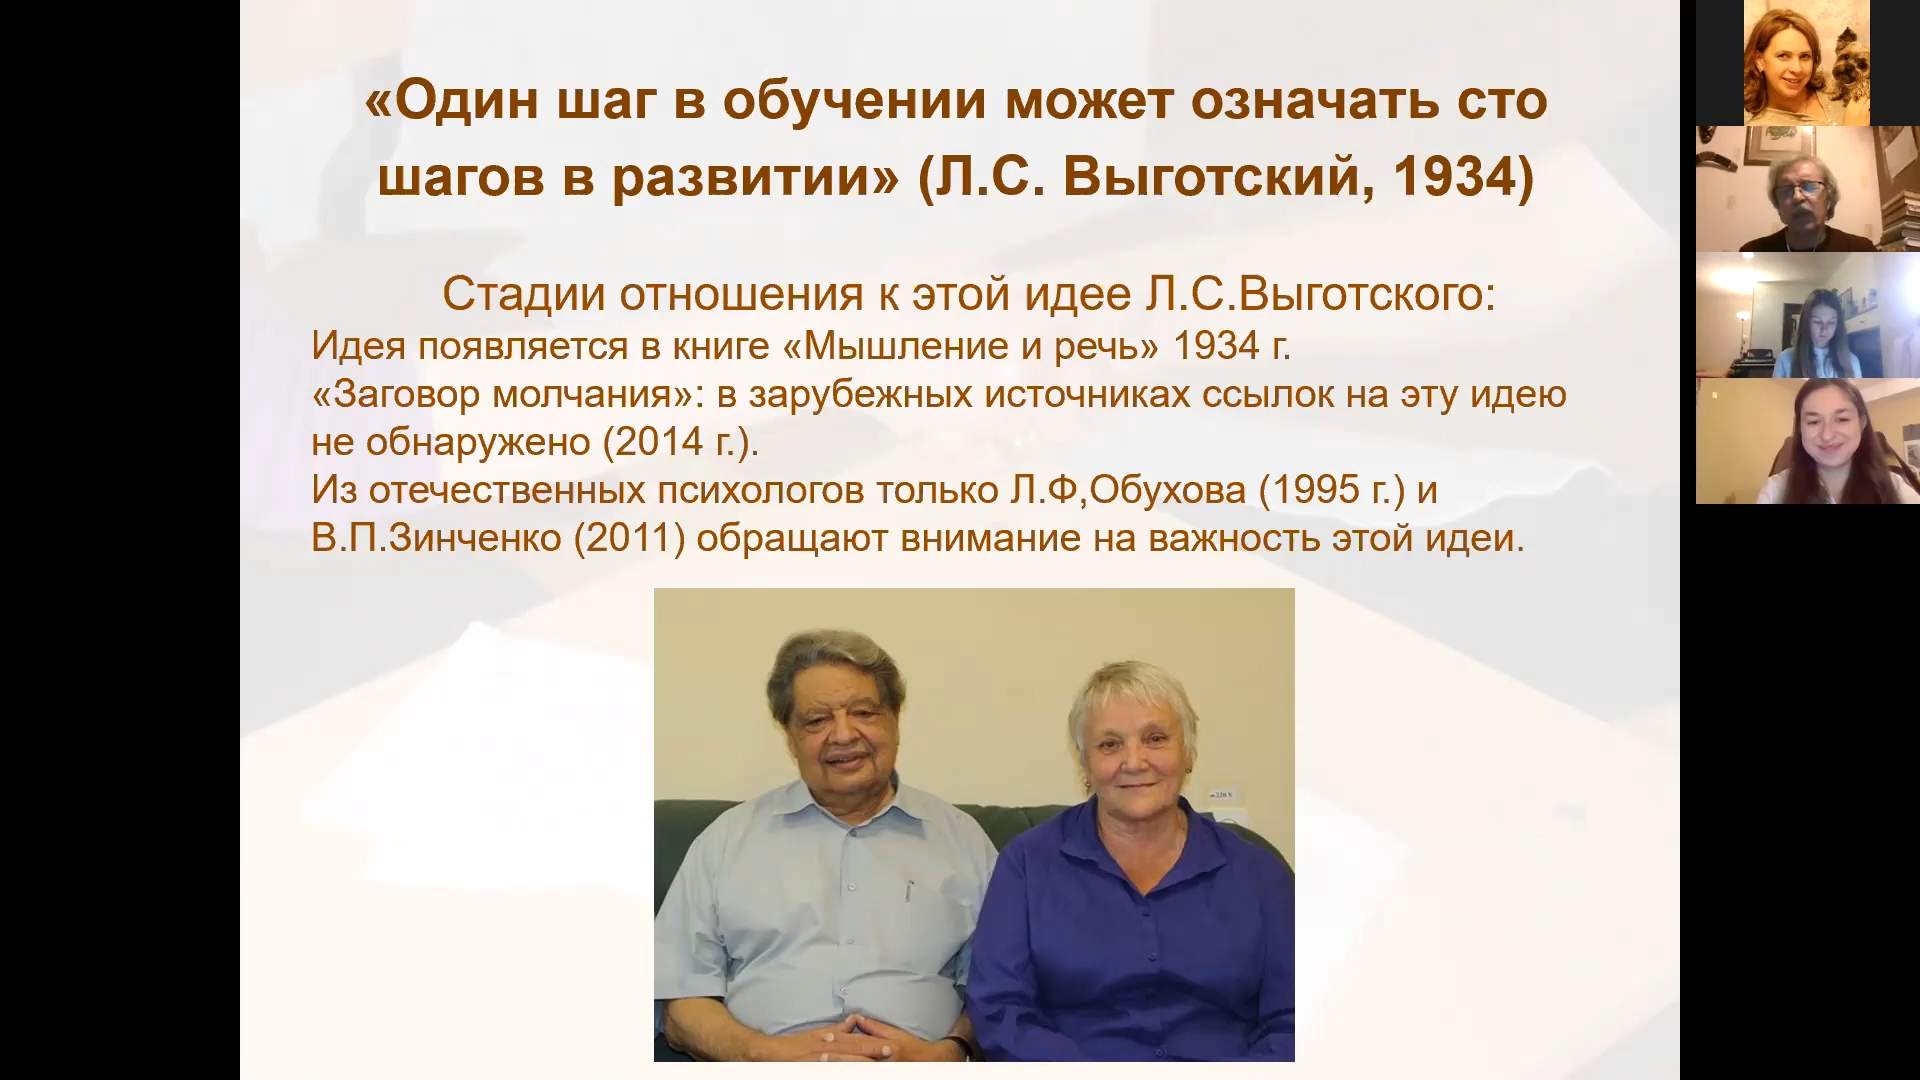 «Один шаг в обучении может означать сто
шагов в развитии» (Л.С. Выготский, 1934)
Стадии отношения к этой идее Л.С.Выготского:
Идея появляется в книге «Мышление и речь» 1934 г.
«Заговор молчания»: в зарубежных источниках ссылок на эту идею
не обнаружено (2014 г.).
Из отечественных психологов только Л.Ф,Обухова (1995 г.) и
В.П.Зинченко (2011) обращают внимание на важность этой идеи.
≈220 V